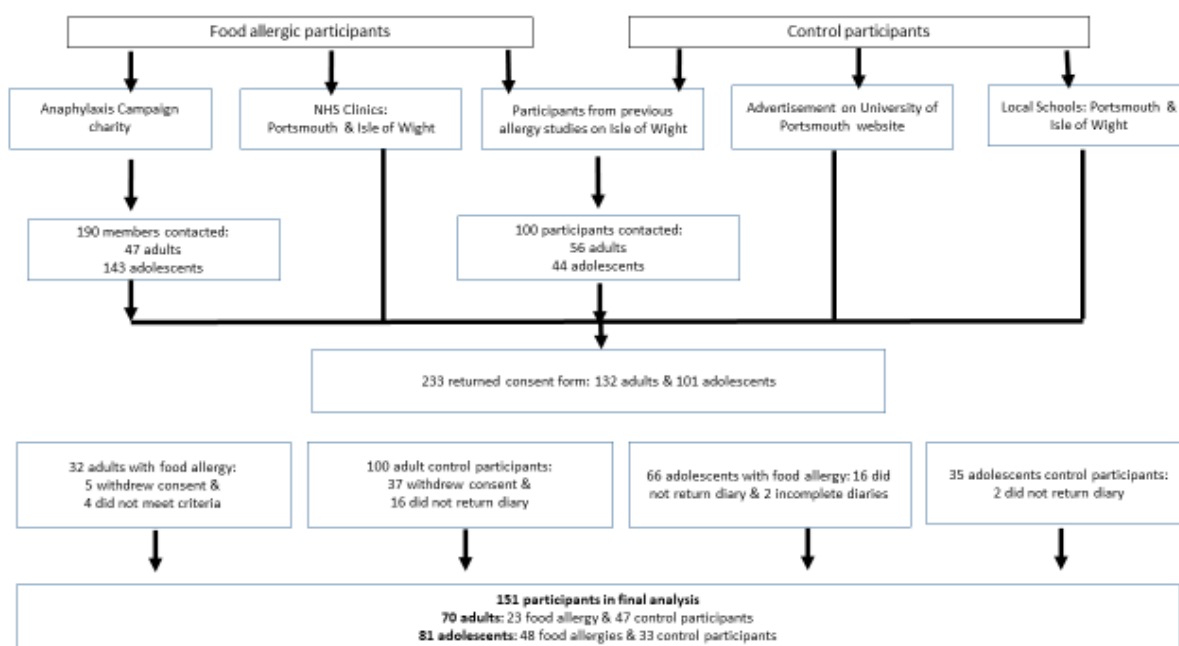 Food allergic participants
Control participants
Anaphylaxis Campaign
charity
NHS Clinics:
Portsmouth & Isle of Wight
Participants from previous
allergy studies on Isle of Wight
Advertisement on University of
Portsmouth website
Local Schools: Portsmouth &
Isle of Wight
190 members contacted:
47 adults
143 adolescents
100 participants contacted:
56 adults
44 adolescents
233 returned consent form: 132 adults & 101 adolescents
32 adults with food allergy:
5 withdrew consent &
4 did not meet criteria
100 adult control participants:
37 withdrew consent &
16 did not return diary
66 adolescents with food allergy: 16 did
not return diary & 2 incomplete diaries
35 adolescents control participants:
2 did not return diary
151 participants in final analysis
70 adults: 23 food allergy & 47 control participants
81 adolescents: 48 food allergies & 33 control participants